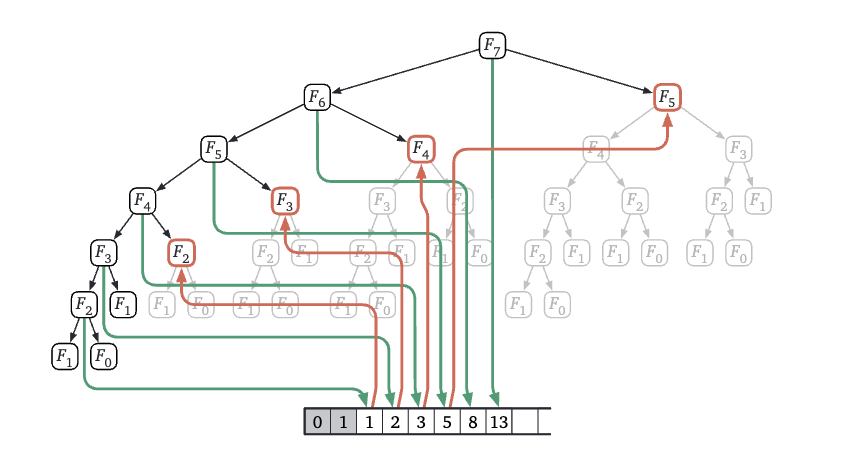 F₇
F₆ F₅
F₅ F₄ F₄ F₃
F₄ F₃ F₃ F₂ F₃ F₂ F₂ F₁
F₃ F₂ F₂ F₁ F₂ F₁ F₁ F₀ F₂ F₁ F₁ F₀ F₁ F₀
F₂ F₁ F₁ F₀ F₁ F₀ F₁ F₀ F₁ F₀
F₁ F₀
0 1 1 2 3 5 8 13